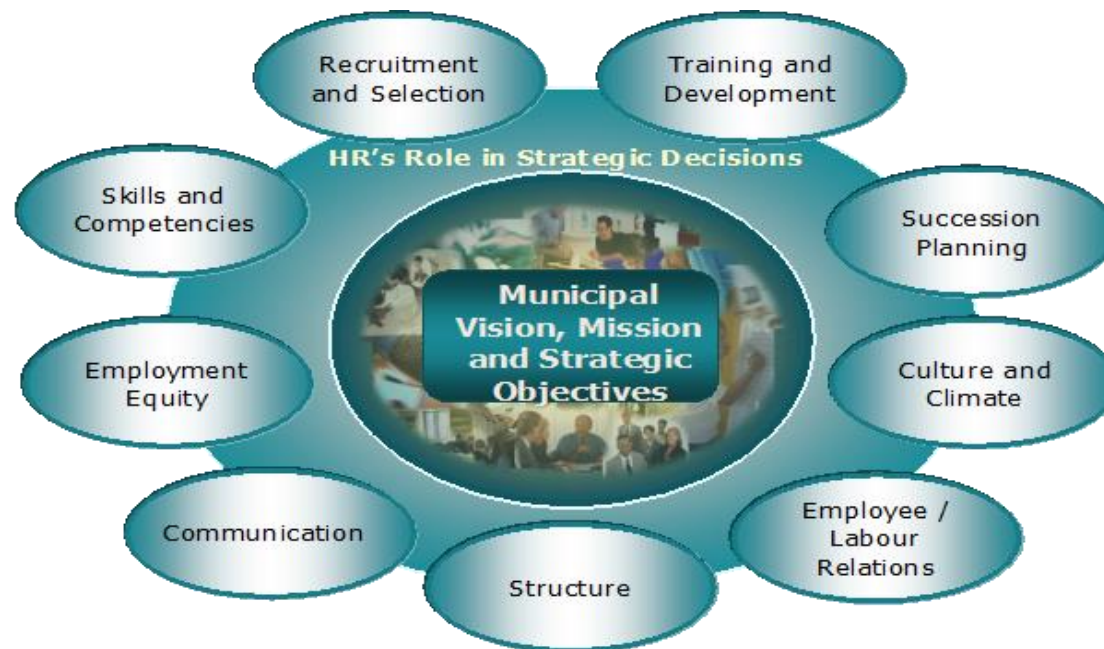 Recruitment
and Selection
Training and
Development
HR's Role in Strategic Decisions
Skills and
Competencies
Succession
Planning
Municipal
Vision, Mission
and Strategic
Objectives
Employment
Equity
Culture and
Climate
Communication
Employee /
Labour
Relations
Structure